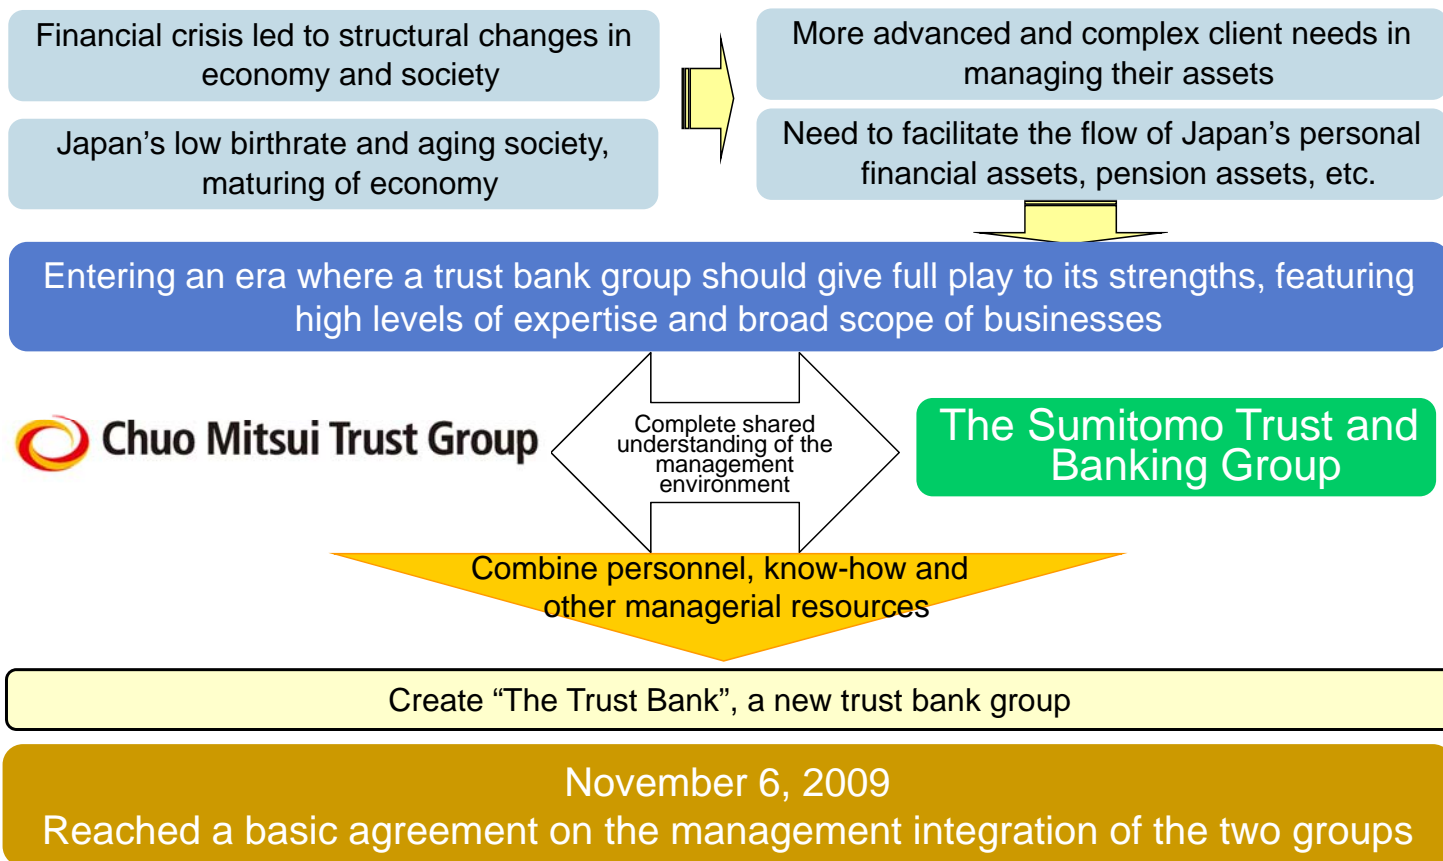 Financial crisis led to structural changes in
economy and society
Japan’s low birthrate and aging society,
maturing of economy
More advanced and complex client needs in
managing their assets
Need to facilitate the flow of Japan’s personal
financial assets, pension assets, etc.
Entering an era where a trust bank group should give full play to its strengths, featuring
high levels of expertise and broad scope of businesses
Chuo Mitsui Trust Group
Complete shared
understanding of the
management
environment
The Sumitomo Trust and
Banking Group
Combine personnel, know-how and
other managerial resources
Create “The Trust Bank”, a new trust bank group
November 6, 2009
Reached a basic agreement on the management integration of the two groups